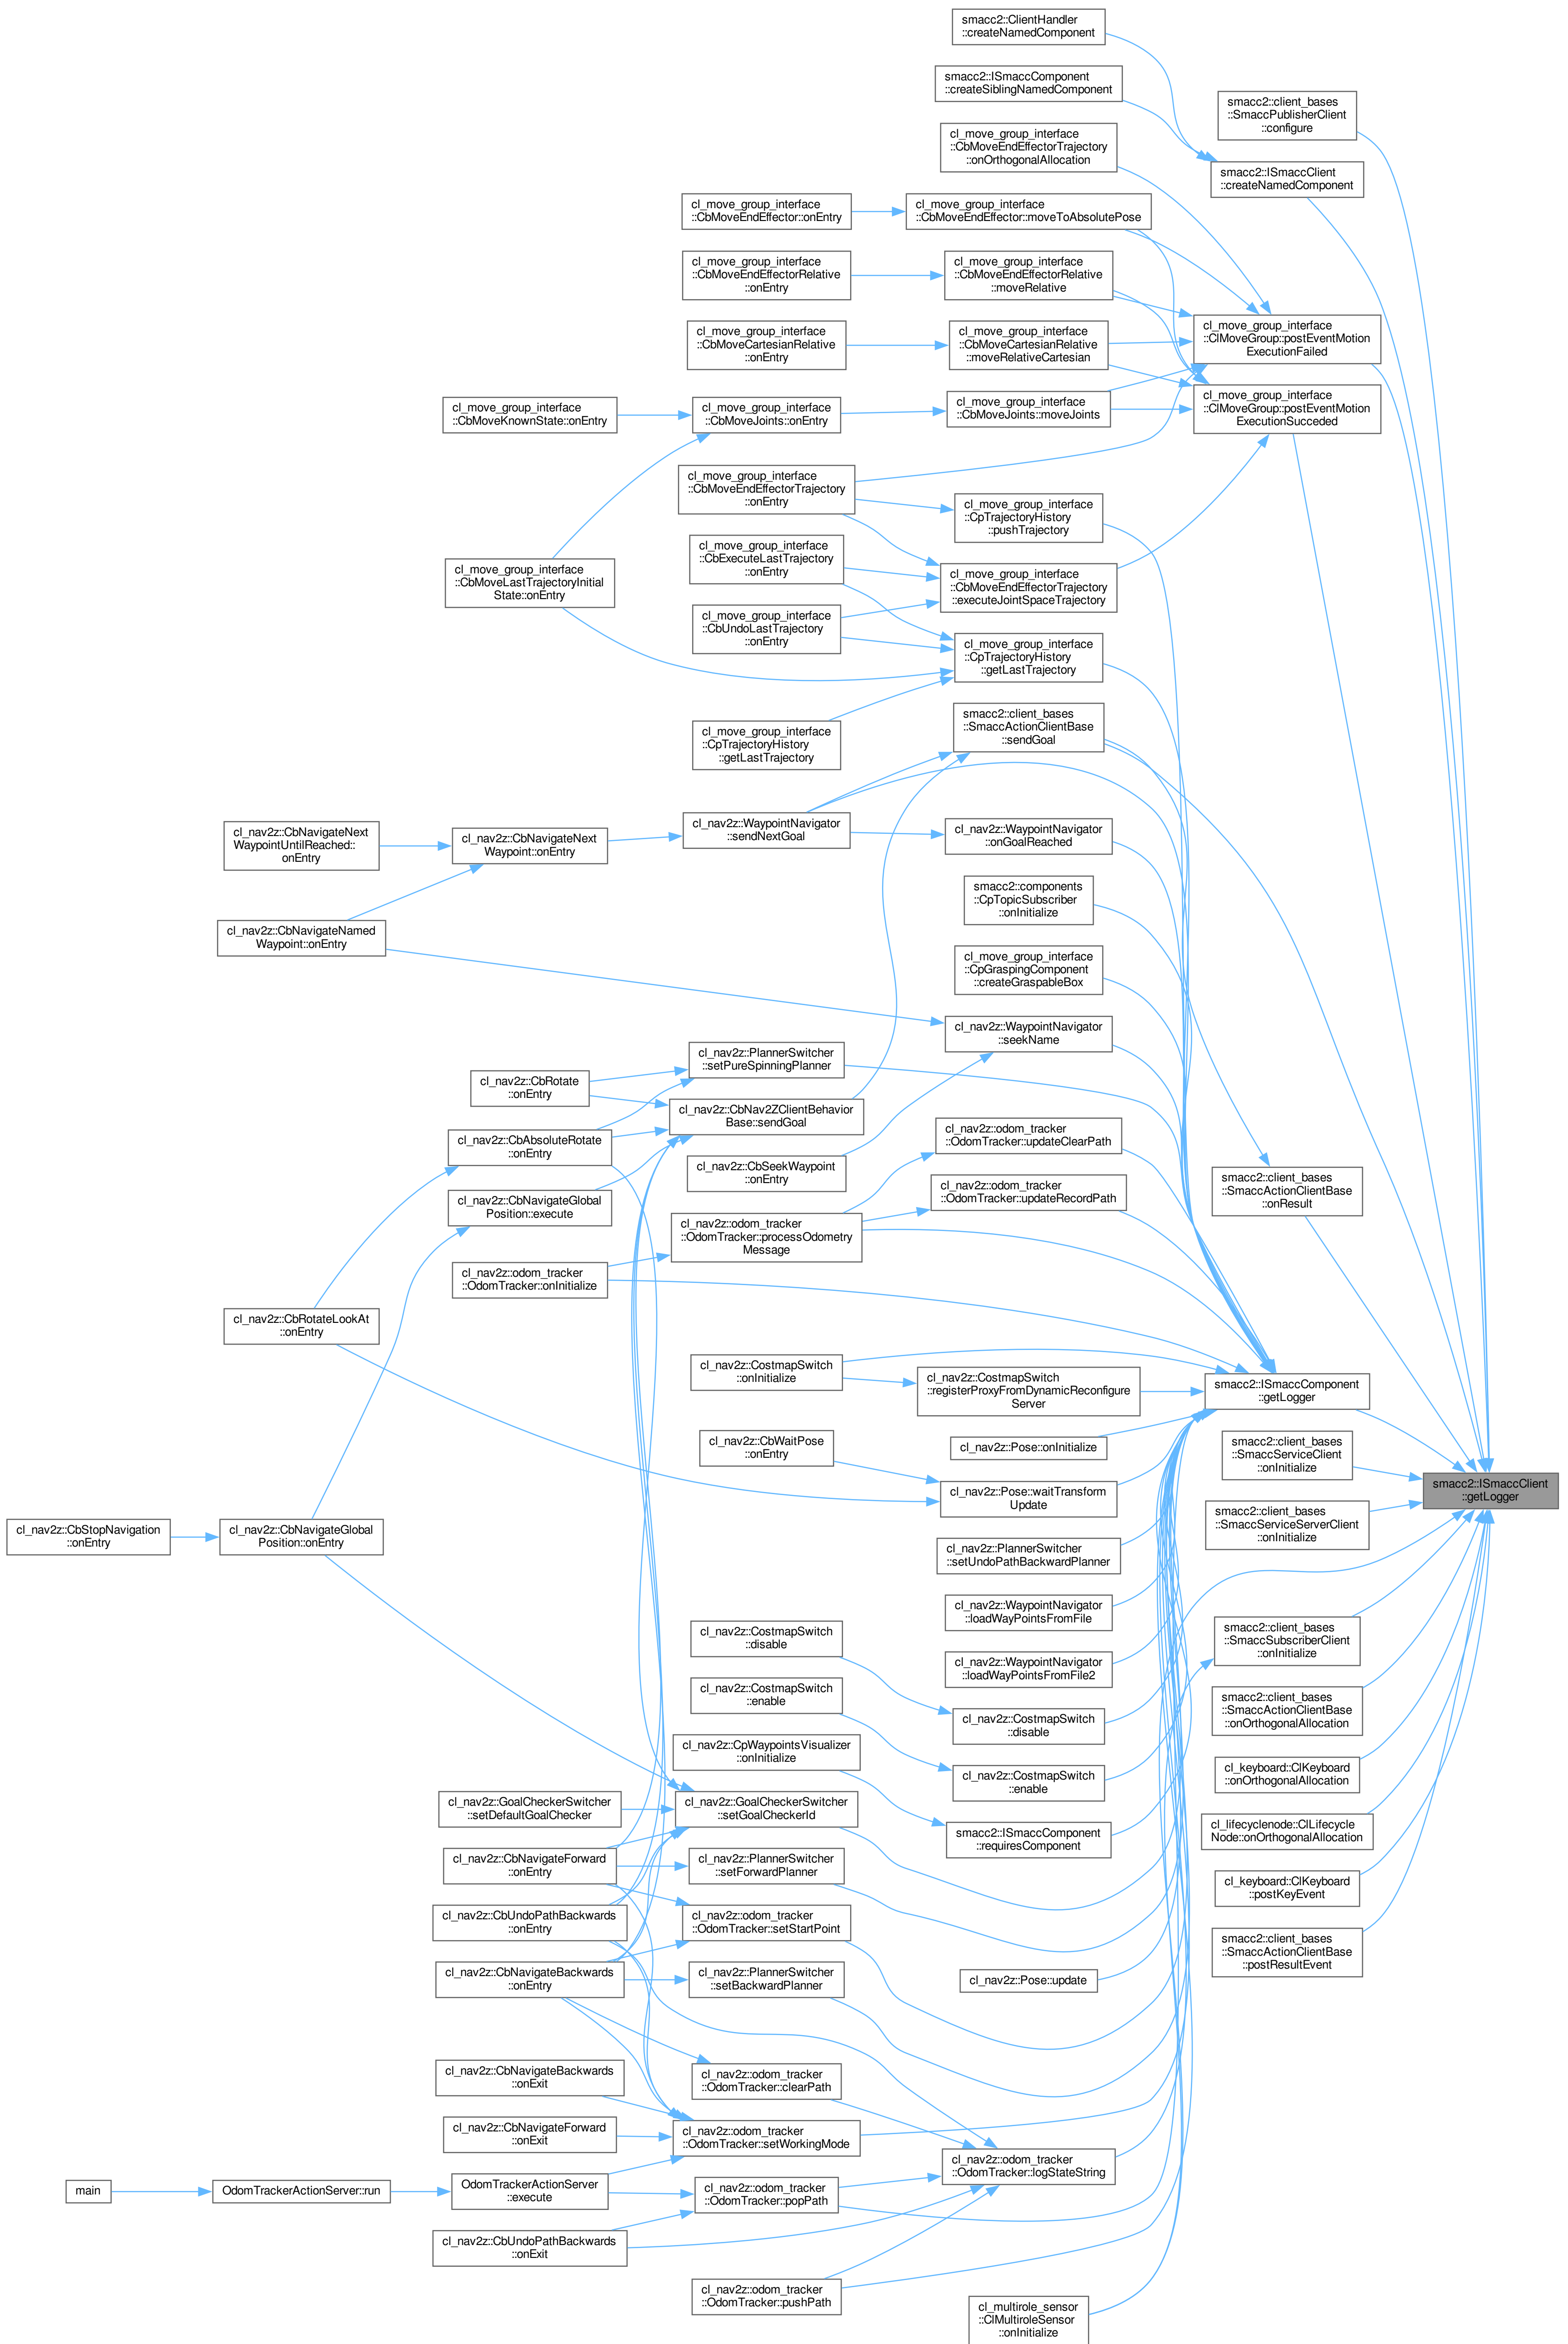 smacc2::ClientHandler
::createNamedComponent
smacc2::ISmaccComponent
::createSiblingNamedComponent
smacc2::client_bases
::SmaccPublisherClient
::configure
cl_move_group_interface
::CbMoveEndEffectorTrajectory
::onOrthogonalAllocation
smacc2::ISmaccClient
::createNamedComponent
cl_move_group_interface
::CbMoveEndEffector::onEntry
cl_move_group_interface
::CbMoveEndEffector::moveToAbsolutePose
cl_move_group_interface
::CbMoveEndEffectorRelative
::onEntry
cl_move_group_interface
::CbMoveEndEffectorRelative
::moveRelative
cl_move_group_interface
::CbMoveCartesianRelative
::onEntry
cl_move_group_interface
::CbMoveCartesianRelative
::moveRelativeCartesian
cl_move_group_interface
::ClMoveGroup::postEventMotion
ExecutionFailed
cl_move_group_interface
::CbMoveKnownState::onEntry
cl_move_group_interface
::CbMoveJoints::onEntry
cl_move_group_interface
::CbMoveJoints::moveJoints
cl_move_group_interface
::ClMoveGroup::postEventMotion
ExecutionSucceded
cl_move_group_interface
::CbMoveEndEffectorTrajectory
::onEntry
cl_move_group_interface
::CpTrajectoryHistory
::pushTrajectory
cl_move_group_interface
::CbExecuteLastTrajectory
::onEntry
cl_move_group_interface
::CbMoveLastTrajectoryInitial
State::onEntry
cl_move_group_interface
::CbMoveEndEffectorTrajectory
::executeJointSpaceTrajectory
cl_move_group_interface
::CbUndoLastTrajectory
::onEntry
cl_move_group_interface
::CpTrajectoryHistory
::getLastTrajectory
cl_move_group_interface
::CpTrajectoryHistory
::getLastTrajectory
smacc2::client_bases
::SmaccActionClientBase
::sendGoal
cl_nav2z::CbNavigateNext
WaypointUntilReached::
onEntry
cl_nav2z::CbNavigateNext
Waypoint::onEntry
cl_nav2z::WaypointNavigator
::sendNextGoal
cl_nav2z::WaypointNavigator
::onGoalReached
smacc2::components
::CpTopicSubscriber
::onInitialize
cl_nav2z::CbNavigateNamed
Waypoint::onEntry
cl_move_group_interface
::CpGraspingComponent
::createGraspableBox
cl_nav2z::WaypointNavigator
::seekName
cl_nav2z::PlannerSwitcher
::setPureSpinningPlanner
cl_nav2z::CbRotate
::onEntry
cl_nav2z::CbNav2ZClientBehavior
Base::sendGoal
cl_nav2z::CbAbsoluteRotate
::onEntry
cl_nav2z::odom_tracker
::OdomTracker::updateClearPath
cl_nav2z::CbSeekWaypoint
::onEntry
cl_nav2z::odom_tracker
::OdomTracker::updateRecordPath
smacc2::client_bases
::SmaccActionClientBase
::onResult
cl_nav2z::CbNavigateGlobal
Position::execute
cl_nav2z::odom_tracker
::OdomTracker::processOdometry
Message
cl_nav2z::odom_tracker
::OdomTracker::onInitialize
cl_nav2z::CbRotateLookAt
::onEntry
cl_nav2z::CostmapSwitch
::onInitialize
cl_nav2z::CostmapSwitch
::registerProxyFromDynamicReconfigure
Server
smacc2::ISmaccComponent
::getLogger
cl_nav2z::CbWaitPose
::onEntry
cl_nav2z::Pose::onInitialize
smacc2::client_bases
::SmaccServiceClient
::onInitialize
cl_nav2z::Pose::waitTransform
Update
smacc2::ISmaccClient
::getLogger
cl_nav2z::CbStopNavigation
::onEntry
cl_nav2z::CbNavigateGlobal
Position::onEntry
cl_nav2z::PlannerSwitcher
::setUndoPathBackwardPlanner
smacc2::client_bases
::SmaccServiceServerClient
::onInitialize
cl_nav2z::WaypointNavigator
::loadWayPointsFromFile
cl_nav2z::CostmapSwitch
::disable
cl_nav2z::WaypointNavigator
::loadWayPointsFromFile2
smacc2::client_bases
::SmaccSubscriberClient
::onInitialize
cl_nav2z::CostmapSwitch
::enable
cl_nav2z::CostmapSwitch
::disable
smacc2::client_bases
::SmaccActionClientBase
::onOrthogonalAllocation
cl_nav2z::CpWaypointsVisualizer
::onInitialize
cl_nav2z::CostmapSwitch
::enable
cl_keyboard::ClKeyboard
::onOrthogonalAllocation
cl_nav2z::GoalCheckerSwitcher
::setDefaultGoalChecker
cl_nav2z::GoalCheckerSwitcher
::setGoalCheckerId
smacc2::ISmaccComponent
::requiresComponent
cl_lifecyclenode::ClLifecycle
Node::onOrthogonalAllocation
cl_nav2z::CbNavigateForward
::onEntry
cl_nav2z::PlannerSwitcher
::setForwardPlanner
cl_keyboard::ClKeyboard
::postKeyEvent
cl_nav2z::CbUndoPathBackwards
::onEntry
cl_nav2z::odom_tracker
::OdomTracker::setStartPoint
smacc2::client_bases
::SmaccActionClientBase
::postResultEvent
cl_nav2z::CbNavigateBackwards
::onEntry
cl_nav2z::PlannerSwitcher
::setBackwardPlanner
cl_nav2z::Pose::update
cl_nav2z::CbNavigateBackwards
::onExit
cl_nav2z::odom_tracker
::OdomTracker::clearPath
cl_nav2z::CbNavigateForward
::onExit
cl_nav2z::odom_tracker
::OdomTracker::setWorkingMode
cl_nav2z::odom_tracker
::OdomTracker::logStateString
main
OdomTrackerActionServer::run
OdomTrackerActionServer
::execute
cl_nav2z::odom_tracker
::OdomTracker::popPath
cl_nav2z::CbUndoPathBackwards
::onExit
cl_nav2z::odom_tracker
::OdomTracker::pushPath
cl_multirole_sensor
::ClMultiroleSensor
::onInitialize